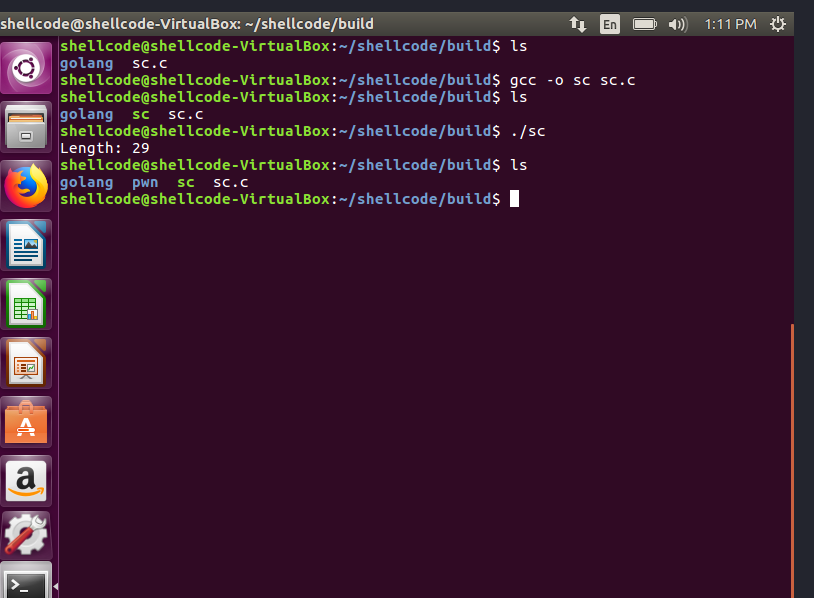 shellcode@shellcode-VirtualBox: ~/shellcode/build En 1:11 PM
shellcode@shellcode-VirtualBox:~/shellcode/build$ ls
golang sc.c
shellcode@shellcode-VirtualBox:~/shellcode/build$ gcc -o sc sc.c
shellcode@shellcode-VirtualBox:~/shellcode/build$ ls
golang sc sc.c
shellcode@shellcode-VirtualBox:~/shellcode/build$ ./sc
Length: 29
shellcode@shellcode-VirtualBox:~/shellcode/build$ ls
golang pwn sc sc.c
shellcode@shellcode-VirtualBox:~/shellcode/build$